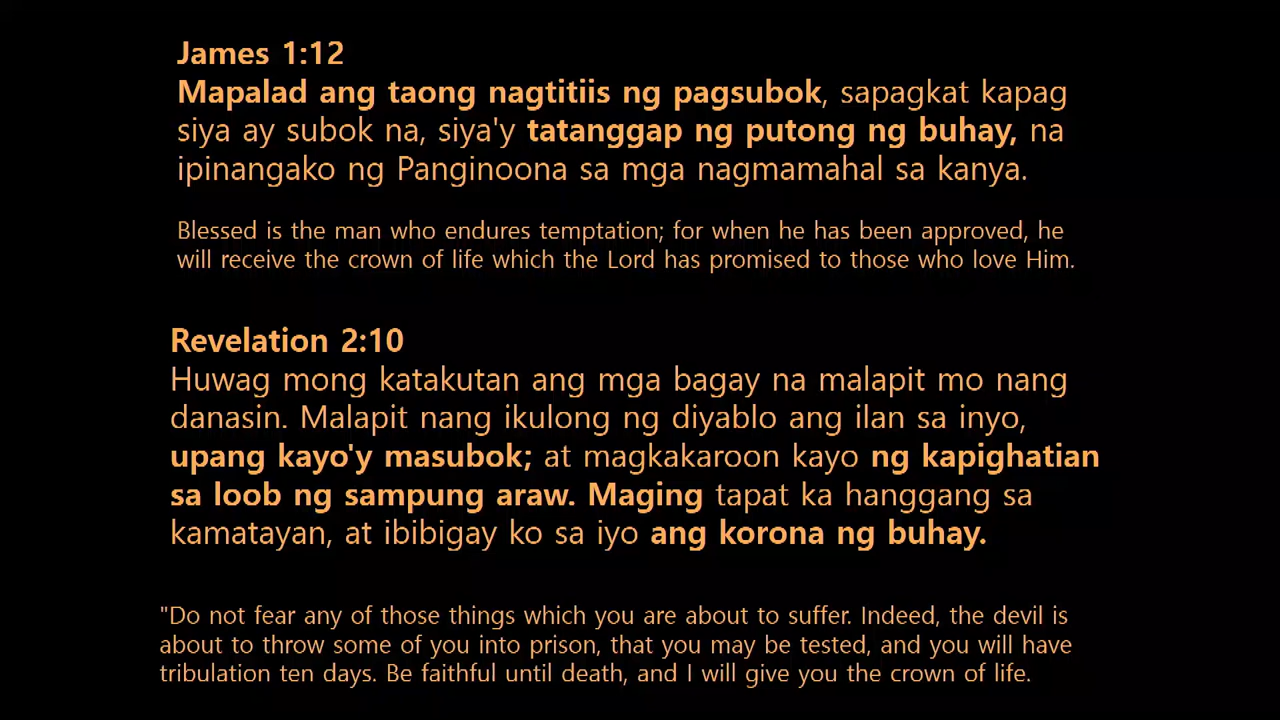 James 1:12
Mapalad ang taong nagtitiis ng pagsubok, sapagkat kapag
siya ay subok na, siya'y tatanggap ng putong ng buhay, na
ipinangako ng Panginoona sa mga nagmamahal sa kanya.
Blessed is the man who endures temptation; for when he has been approved, he
will receive the crown of life which the Lord has promised to those who love Him.
Revelation 2:10
Huwag mong katakutan ang mga bagay na malapit mo nang
danasin. Malapit nang ikulong ng diyablo ang ilan sa inyo,
upang kayo'y masubok; at magkakaroon kayo ng kapighatian
sa loob ng sampung araw. Maging tapat ka hanggang sa
kamatayan, at ibibigay ko sa iyo ang korona ng buhay.
"Do not fear any of those things which you are about to suffer. Indeed, the devil is
about to throw some of you into prison, that you may be tested, and you will have
tribulation ten days. Be faithful until death, and I will give you the crown of life.